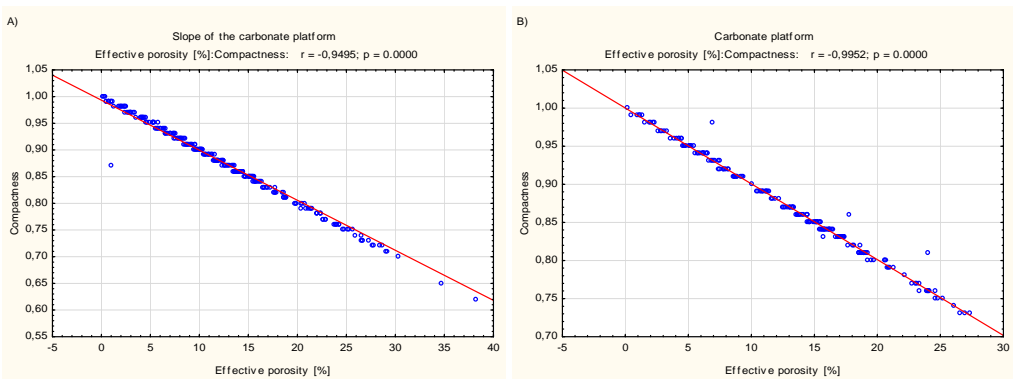 A)
Slope of the carbonate platform
Effective porosity [%]:Compactness: r = -0,9495; p = 0.0000
1,05
1,00
0,95
0,90
0,85
0,80
0,75
0,70
0,65
0,60
0,55
Compactness
-5 0 5 10 15 20 25 30 35 40
Effective porosity [%]
B)
Carbonate platform
Effective porosity [%]:Compactness: r = -0,9952; p = 0.0000
1,05
1,00
0,95
0,90
0,85
0,80
0,75
0,70
Compactness
-5 0 5 10 15 20 25 30
Effective porosity [%]